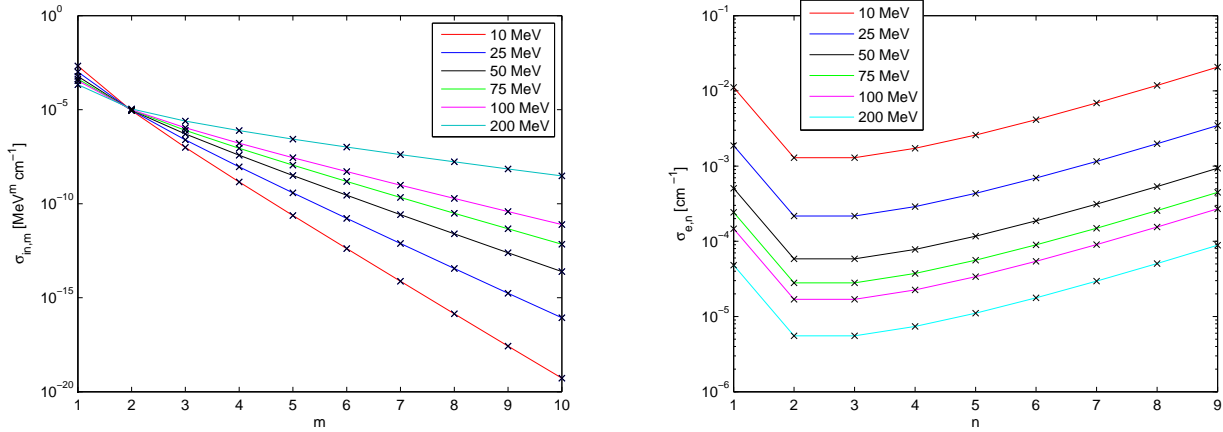 10^0
10^-5
10^-10
10^-15
10^-20
σ_in,m [MeV^m cm^-1]
1 2 3 4 5 6 7 8 9 10
m
10 MeV
25 MeV
50 MeV
75 MeV
100 MeV
200 MeV
10^-1
10^-2
10^-3
10^-4
10^-5
10^-6
σ_e,n [cm^-1]
1 2 3 4 5 6 7 8 9
n
10 MeV
25 MeV
50 MeV
75 MeV
100 MeV
200 MeV